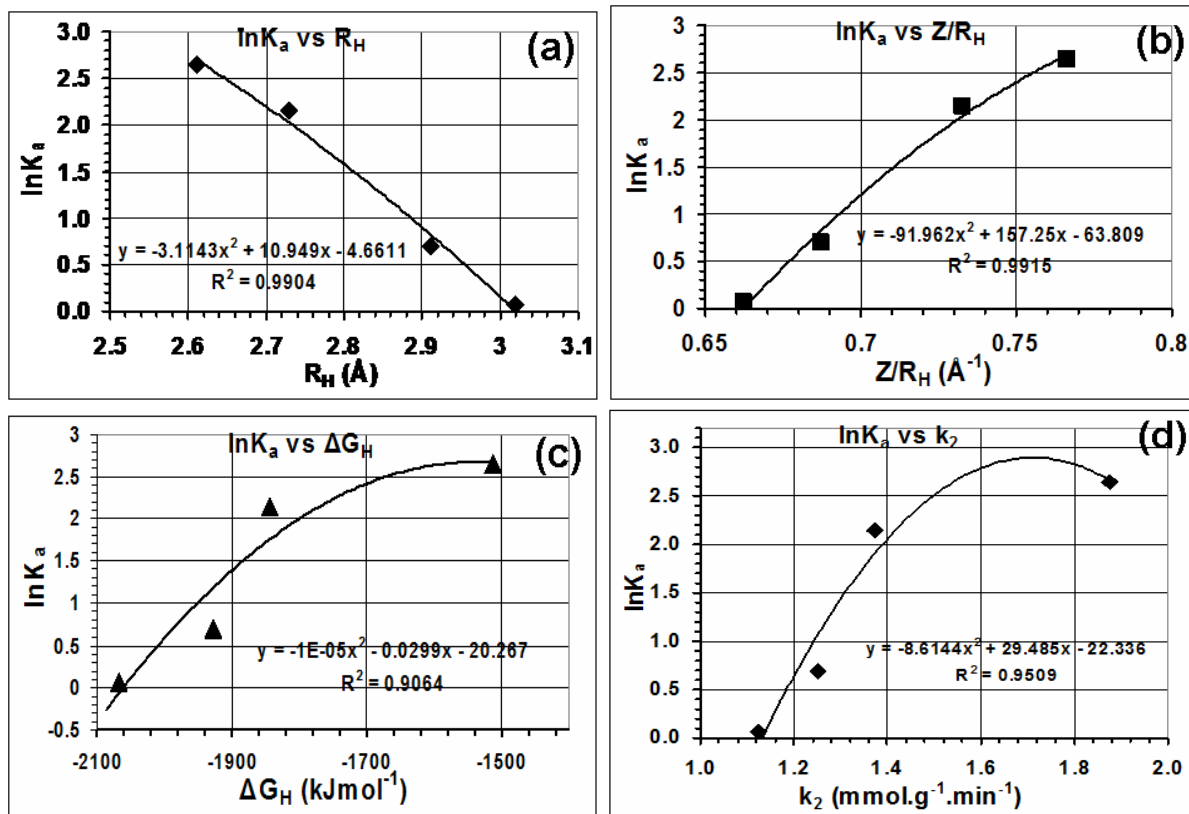 lnKa vs RH
(a)
3.0
2.5
2.0
1.5
1.0
0.5
0.0
lnKa
y = -3.1143x² + 10.949x - 4.6611
R² = 0.9904
2.5 2.6 2.7 2.8 2.9 3.0 3.1
RH (Å)
lnKa vs Z/RH
(b)
3
2.5
2
1.5
1
0.5
0
lnKa
y = -91.962x² + 157.25x - 63.809
R² = 0.9915
0.65 0.7 0.75 0.8
Z/RH (Å⁻¹)
lnKa vs ΔGH
(c)
3
2.5
2
1.5
1
0.5
0
-0.5
lnKa
y = -1E-05x² - 0.0299x - 20.267
R² = 0.9064
-2100 -1900 -1700 -1500
ΔGH (kJmol⁻¹)
lnKa vs k₂
(d)
3.0
2.5
2.0
1.5
1.0
0.5
0.0
lnKa
y = -8.6144x² + 29.485x - 22.336
R² = 0.9509
1.0 1.2 1.4 1.6 1.8 2.0
k₂ (mmol.g⁻¹.min⁻¹)